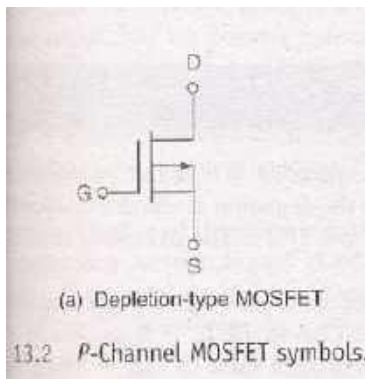 D
G
S
(a) Depletion-type MOSFET
13.2 P-Channel MOSFET symbols.